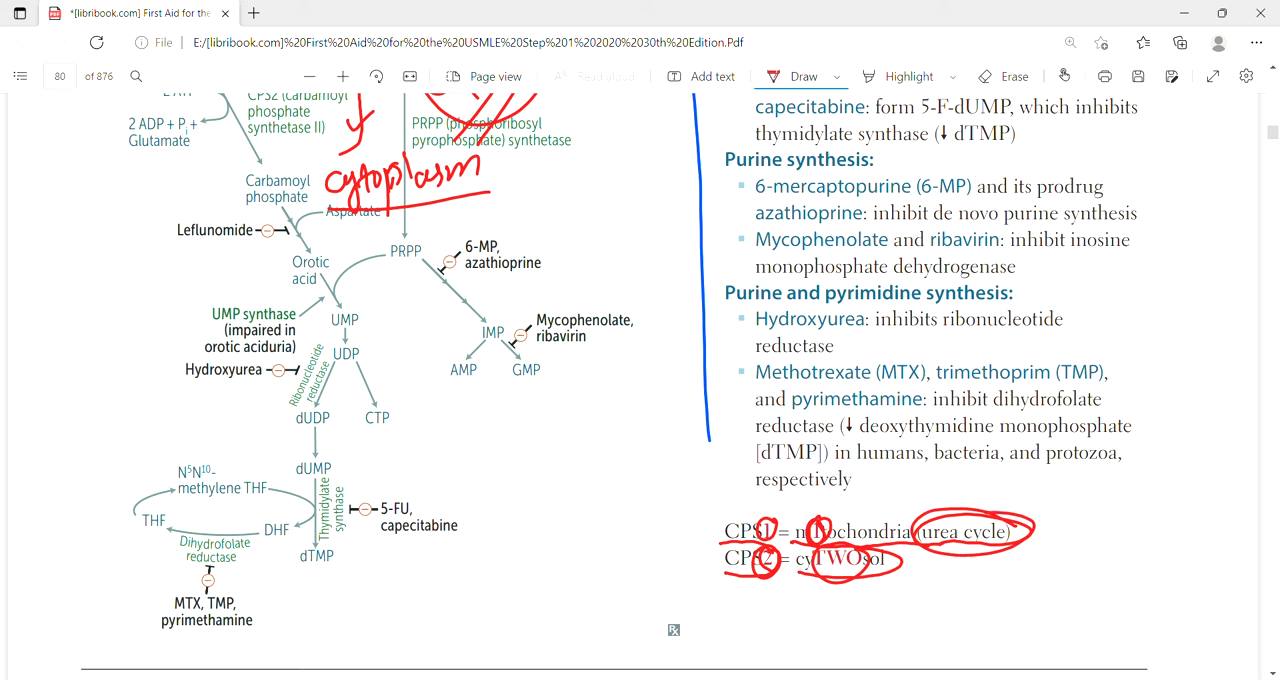 *[libribook.com] First Aid for the
File
E:/[libribook.com]%20First%20Aid%20for%20the%20USMLE%20Step%201%202020%2030th%20Edition.Pdf
80 of 876
Page view
Read aloud
Add text
Draw
Highlight
Erase
CPS2 (carbamoyl
phosphate
synthetase II)
2 ADP + Pi +
Glutamate
PRPP (phosphoribosyl
pyrophosphate) synthetase
cytoplasm
Carbamoyl
phosphate
Aspartate
Leflunomide
Orotic
acid
PRPP
6-MP,
azathioprine
UMP synthase
(impaired in
orotic aciduria)
UMP
IMP
Mycophenolate,
ribavirin
AMP
GMP
Hydroxyurea
Ribonucleotide
reductase
UDP
dUDP
CTP
N5N10-
methylene THF
dUMP
Thymidylate
synthase
5-FU,
capecitabine
THF
DHF
Dihydrofolate
reductase
dTMP
MTX, TMP,
pyrimethamine
capecitabine: form 5-F-dUMP, which inhibits
thymidylate synthase (↓ dTMP)
Purine synthesis:
6-mercaptopurine (6-MP) and its prodrug
azathioprine: inhibit de novo purine synthesis
Mycophenolate and ribavirin: inhibit inosine
monophosphate dehydrogenase
Purine and pyrimidine synthesis:
Hydroxyurea: inhibits ribonucleotide
reductase
Methotrexate (MTX), trimethoprim (TMP),
and pyrimethamine: inhibit dihydrofolate
reductase (↓ deoxythymidine monophosphate
[dTMP]) in humans, bacteria, and protozoa,
respectively
CPS1 = m1tochondria (urea cycle)
CPS2 = cyTWOsol
Rx